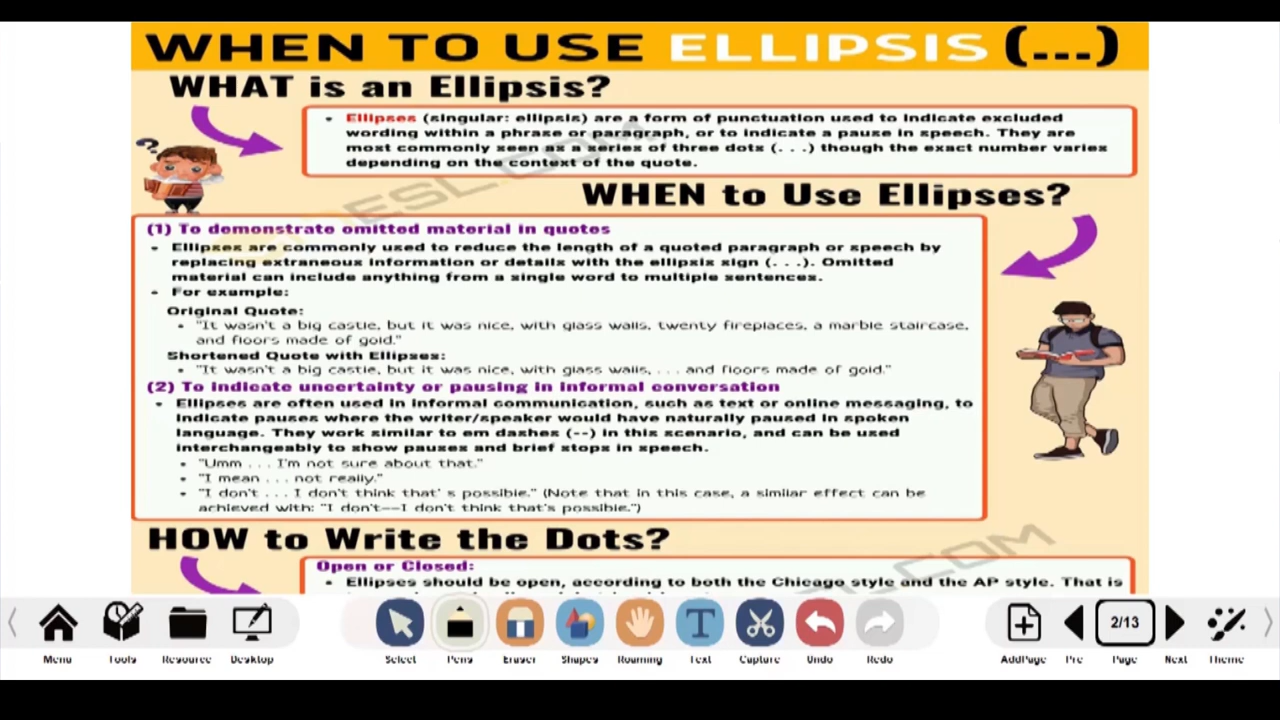 WHEN TO USE ELLIPSIS (...)
WHAT is an Ellipsis?
• Ellipses (singular: ellipsis) are a form of punctuation used to indicate excluded
wording within a phrase or paragraph, or to indicate a pause in speech. They are
most commonly seen as a series of three dots (. . .) though the exact number varies
depending on the context of the quote.
?
WHEN to Use Ellipses?
(1) To demonstrate omitted material in quotes
• Ellipses are commonly used to reduce the length of a quoted paragraph or speech by
replacing extraneous information or details with the ellipsis sign (. . .). Omitted
material can include anything from a single word to multiple sentences.
• For example:
Original Quote:
• "It wasn't a big castle, but it was nice, with glass walls, twenty fireplaces, a marble staircase,
and floors made of gold."
Shortened Quote with Ellipses:
• "It wasn't a big castle, but it was nice, with glass walls, . . . and floors made of gold."
(2) To indicate uncertainty or pausing in informal conversation
• Ellipses are often used in informal communication, such as text or online messaging, to
indicate pauses where the writer/speaker would have naturally paused in spoken
language. They work similar to em dashes (--) in this scenario, and can be used
interchangeably to show pauses and brief stops in speech.
• "Umm . . . I'm not sure about that."
• "I mean . . . not really."
• "I don't . . . I don't think that' s possible." (Note that in this case, a similar effect can be
achieved with: "I don't--I don't think that's possible.")
HOW to Write the Dots?
Open or Closed:
• Ellipses should be open, according to both the Chicago style and the AP style. That is
2/13
Menu Tools Resource Desktop Select Pens Eraser Shapes Roaming Text Capture Undo Redo AddPage Pre Page Next Theme